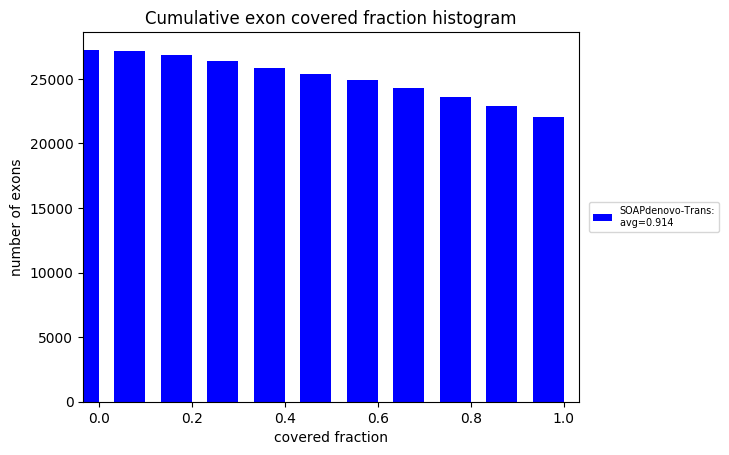 Cumulative exon covered fraction histogram
number of exons
25000
20000
15000
10000
5000
0
0.0 0.2 0.4 0.6 0.8 1.0
covered fraction
SOAPdenovo-Trans:
avg=0.914